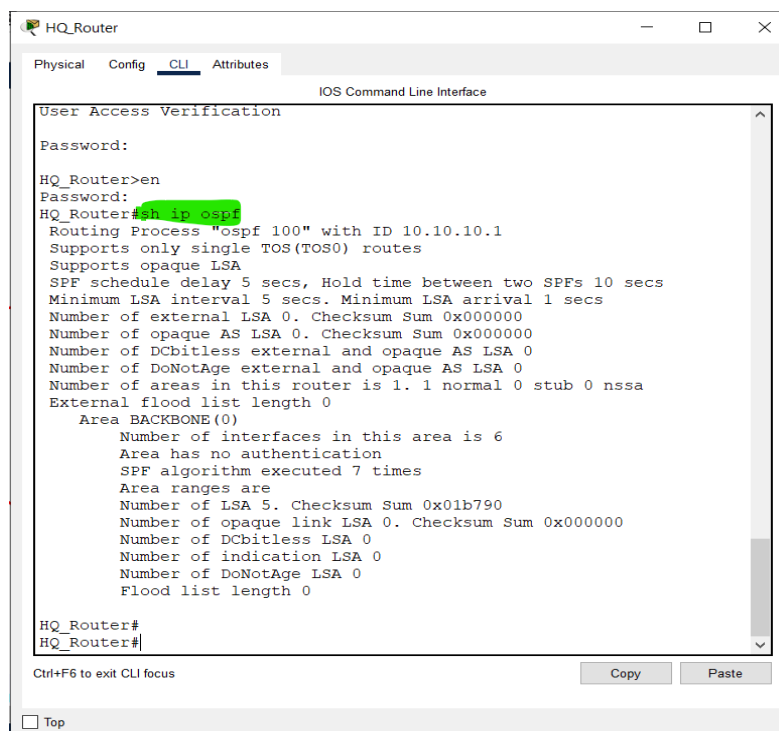 HQ_Router
Physical Config CLI Attributes
IOS Command Line Interface
User Access Verification
Password:
HQ_Router>en
Password:
HQ_Router#sh ip ospf
Routing Process "ospf 100" with ID 10.10.10.1
Supports only single TOS(TOS0) routes
Supports opaque LSA
SPF schedule delay 5 secs, Hold time between two SPFs 10 secs
Minimum LSA interval 5 secs. Minimum LSA arrival 1 secs
Number of external LSA 0. Checksum Sum 0x000000
Number of opaque AS LSA 0. Checksum Sum 0x000000
Number of DCbitless external and opaque AS LSA 0
Number of DoNotAge external and opaque AS LSA 0
Number of areas in this router is 1. 1 normal 0 stub 0 nssa
External flood list length 0
Area BACKBONE(0)
Number of interfaces in this area is 6
Area has no authentication
SPF algorithm executed 7 times
Area ranges are
Number of LSA 5. Checksum Sum 0x01b790
Number of opaque link LSA 0. Checksum Sum 0x000000
Number of DCbitless LSA 0
Number of indication LSA 0
Number of DoNotAge LSA 0
Flood list length 0
HQ_Router#
HQ_Router#
Ctrl+F6 to exit CLI focus
Copy Paste
Top